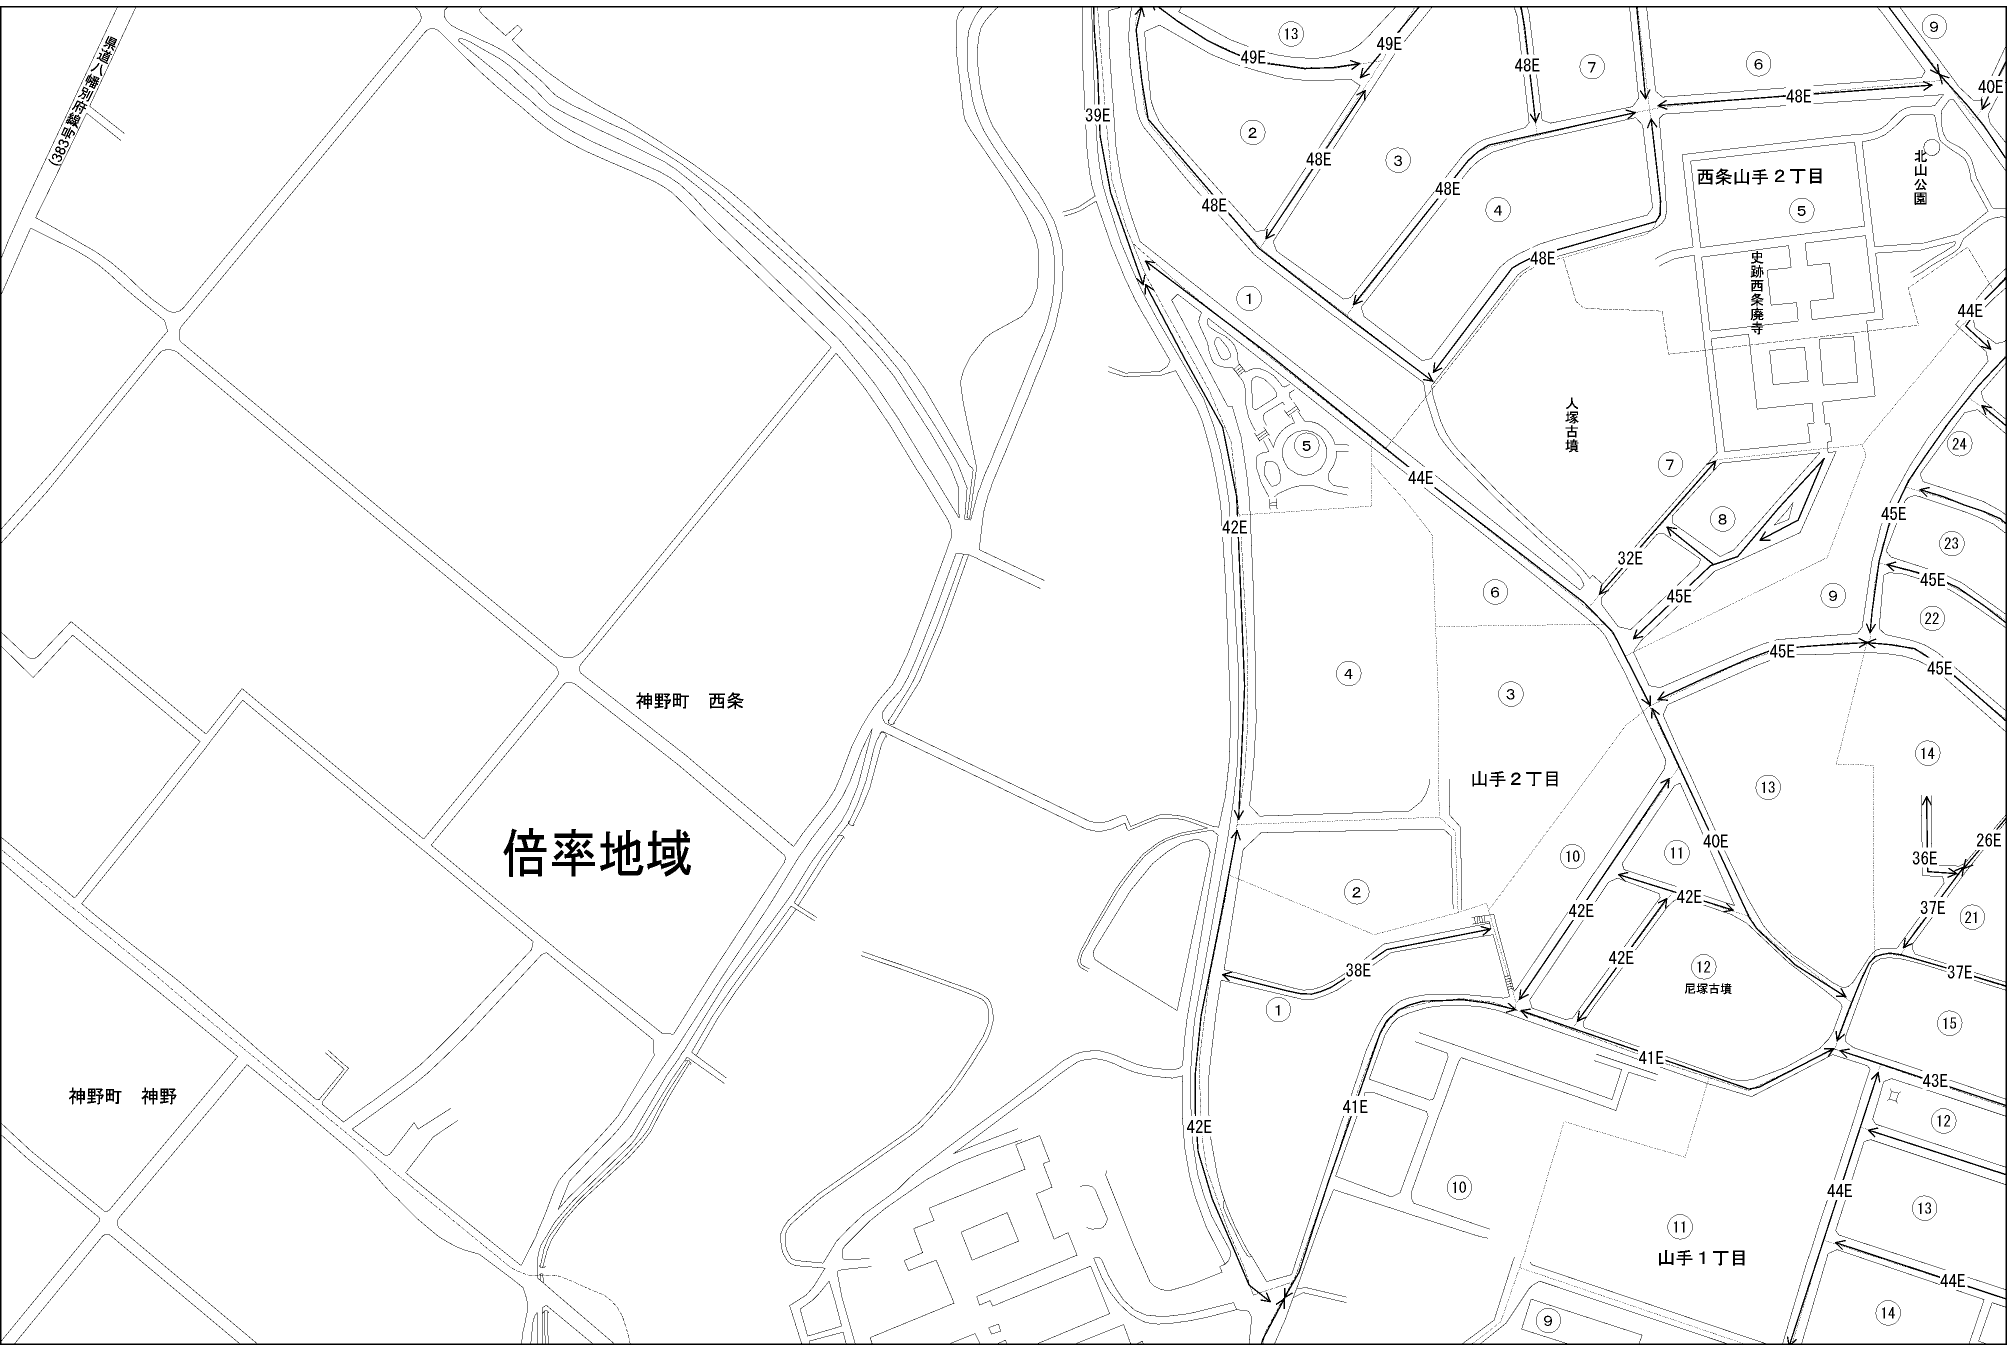 県道八幡別府線
(383号)
⑬
49E
49E
39E
②
48E
③
48E
48E
48E
④
48E
⑦
48E
⑥
48E
⑨
40E
北山公園
西条山手２丁目
⑤
史跡西条廃寺
48E
①
44E
⑤
44E
42E
人塚古墳
⑦
⑧
32E
45E
㉔
45E
㉓
45E
⑨
㉒
45E
45E
⑥
④
③
神野町　西条
倍率地域
山手２丁目
⑬
⑭
⑩
⑪
40E
42E
42E
42E
36E
26E
37E
㉑
②
38E
⑫
尼塚古墳
37E
①
⑮
41E
43E
神野町　神野
41E
42E
⑫
⑩
44E
⑬
⑪
山手１丁目
44E
⑨
⑭